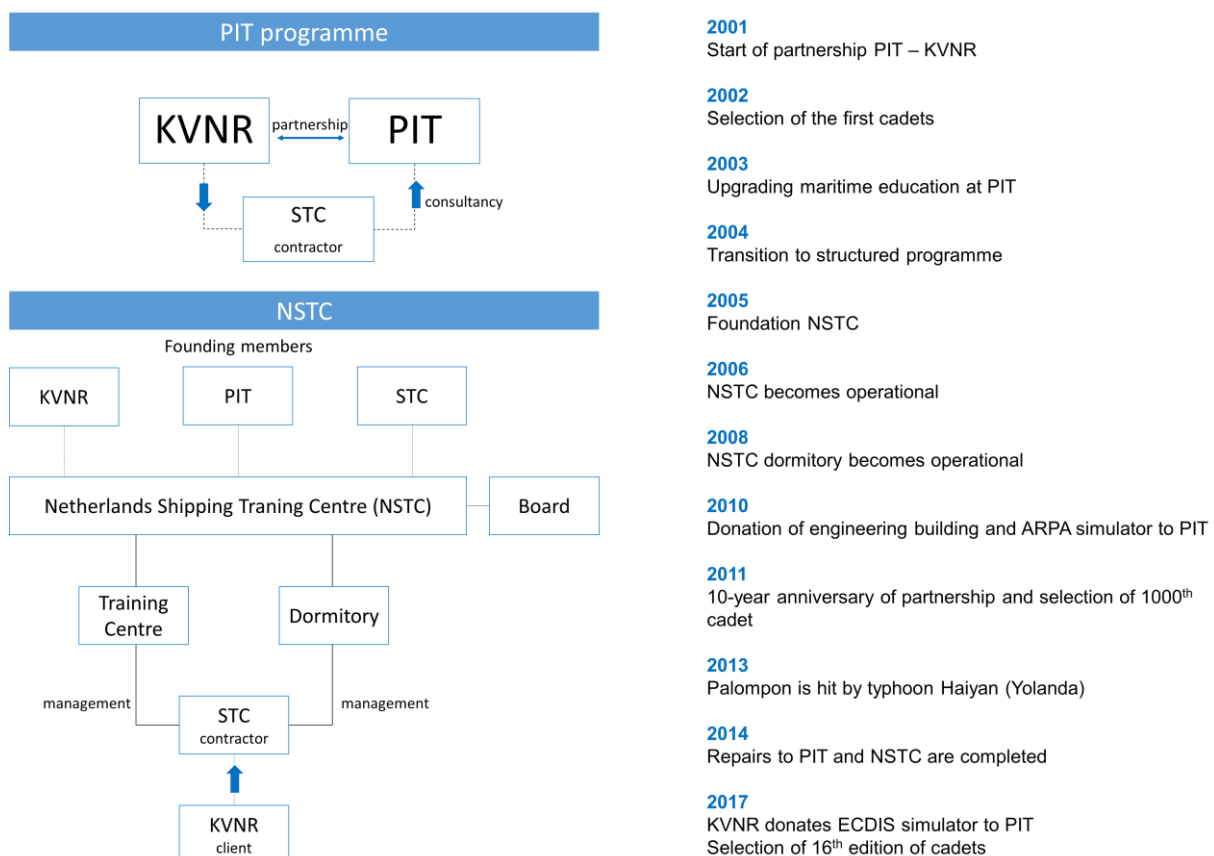 PIT programme
KVNR
partnership
PIT
STC
contractor
consultancy
NSTC
Founding members
KVNR
PIT
STC
Netherlands Shipping Traning Centre (NSTC)
Board
Training
Centre
Dormitory
management
management
STC
contractor
KVNR
client
2001
Start of partnership PIT – KVNR
2002
Selection of the first cadets
2003
Upgrading maritime education at PIT
2004
Transition to structured programme
2005
Foundation NSTC
2006
NSTC becomes operational
2008
NSTC dormitory becomes operational
2010
Donation of engineering building and ARPA simulator to PIT
2011
10-year anniversary of partnership and selection of 1000th
cadet
2013
Palompon is hit by typhoon Haiyan (Yolanda)
2014
Repairs to PIT and NSTC are completed
2017
KVNR donates ECDIS simulator to PIT
Selection of 16th edition of cadets